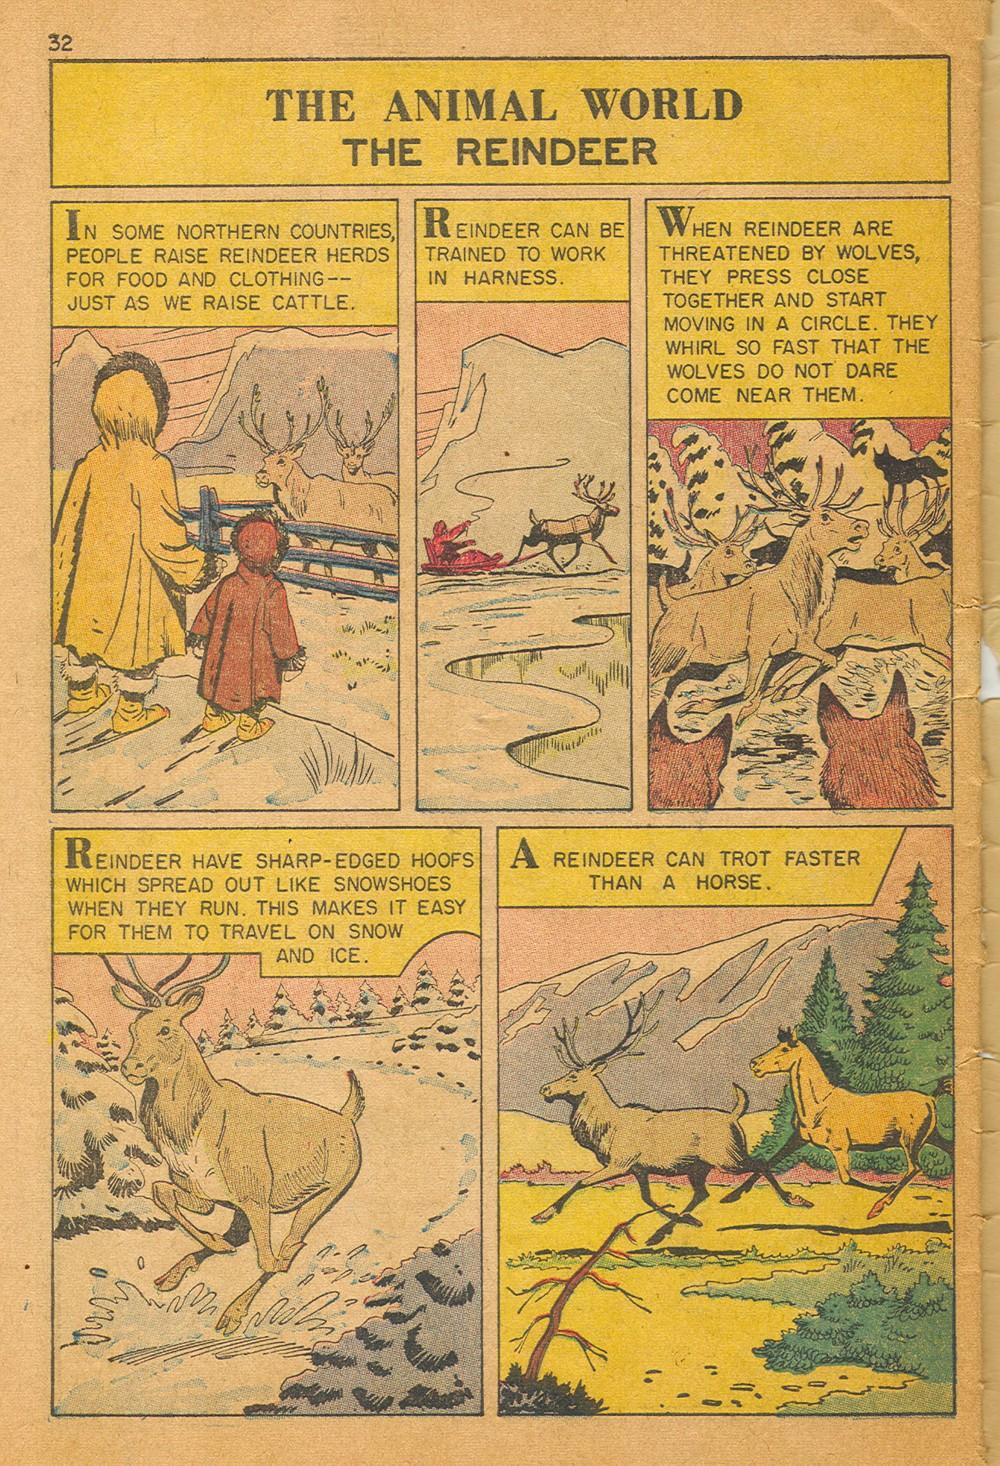 32
THE ANIMAL WORLD
THE REINDEER
IN SOME NORTHERN COUNTRIES,
PEOPLE RAISE REINDEER HERDS
FOR FOOD AND CLOTHING--
JUST AS WE RAISE CATTLE.
REINDEER CAN BE
TRAINED TO WORK
IN HARNESS.
WHEN REINDEER ARE
THREATENED BY WOLVES,
THEY PRESS CLOSE
TOGETHER AND START
MOVING IN A CIRCLE. THEY
WHIRL SO FAST THAT THE
WOLVES DO NOT DARE
COME NEAR THEM.
REINDEER HAVE SHARP-EDGED HOOFS
WHICH SPREAD OUT LIKE SNOWSHOES
WHEN THEY RUN. THIS MAKES IT EASY
FOR THEM TO TRAVEL ON SNOW
AND ICE.
A REINDEER CAN TROT FASTER
THAN A HORSE.